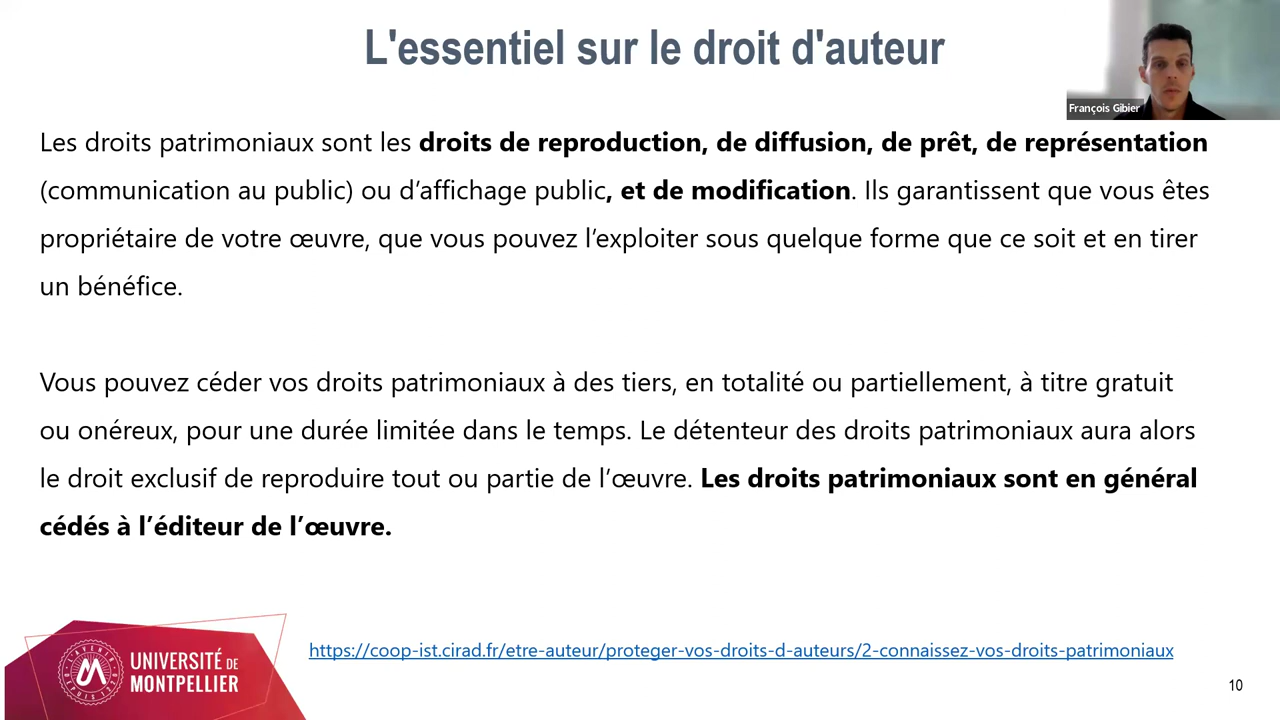 L'essentiel sur le droit d'auteur
François Gibier
Les droits patrimoniaux sont les droits de reproduction, de diffusion, de prêt, de représentation
(communication au public) ou d’affichage public, et de modification. Ils garantissent que vous êtes
propriétaire de votre œuvre, que vous pouvez l’exploiter sous quelque forme que ce soit et en tirer
un bénéfice.
Vous pouvez céder vos droits patrimoniaux à des tiers, en totalité ou partiellement, à titre gratuit
ou onéreux, pour une durée limitée dans le temps. Le détenteur des droits patrimoniaux aura alors
le droit exclusif de reproduire tout ou partie de l’œuvre. Les droits patrimoniaux sont en général
cédés à l’éditeur de l’œuvre.
https://coop-ist.cirad.fr/etre-auteur/proteger-vos-droits-d-auteurs/2-connaissez-vos-droits-patrimoniaux
UNIVERSITÉ DE
MONTPELLIER
10